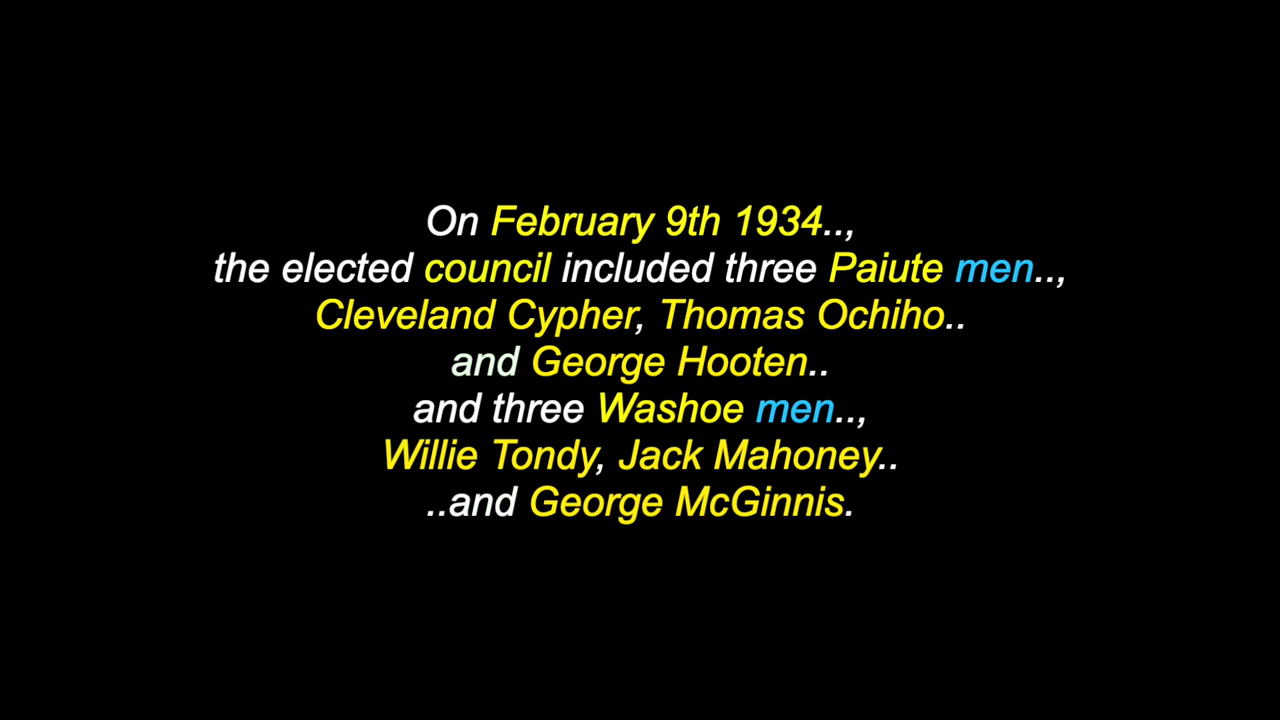 On February 9th 1934..,
the elected council included three Paiute men..,
Cleveland Cypher, Thomas Ochiho..
and George Hooten..
and three Washoe men..,
Willie Tondy, Jack Mahoney..
..and George McGinnis.